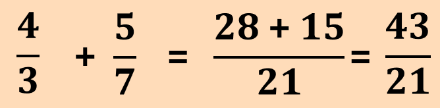 4/3 + 5/7 = 28 + 15/21 = 43/21